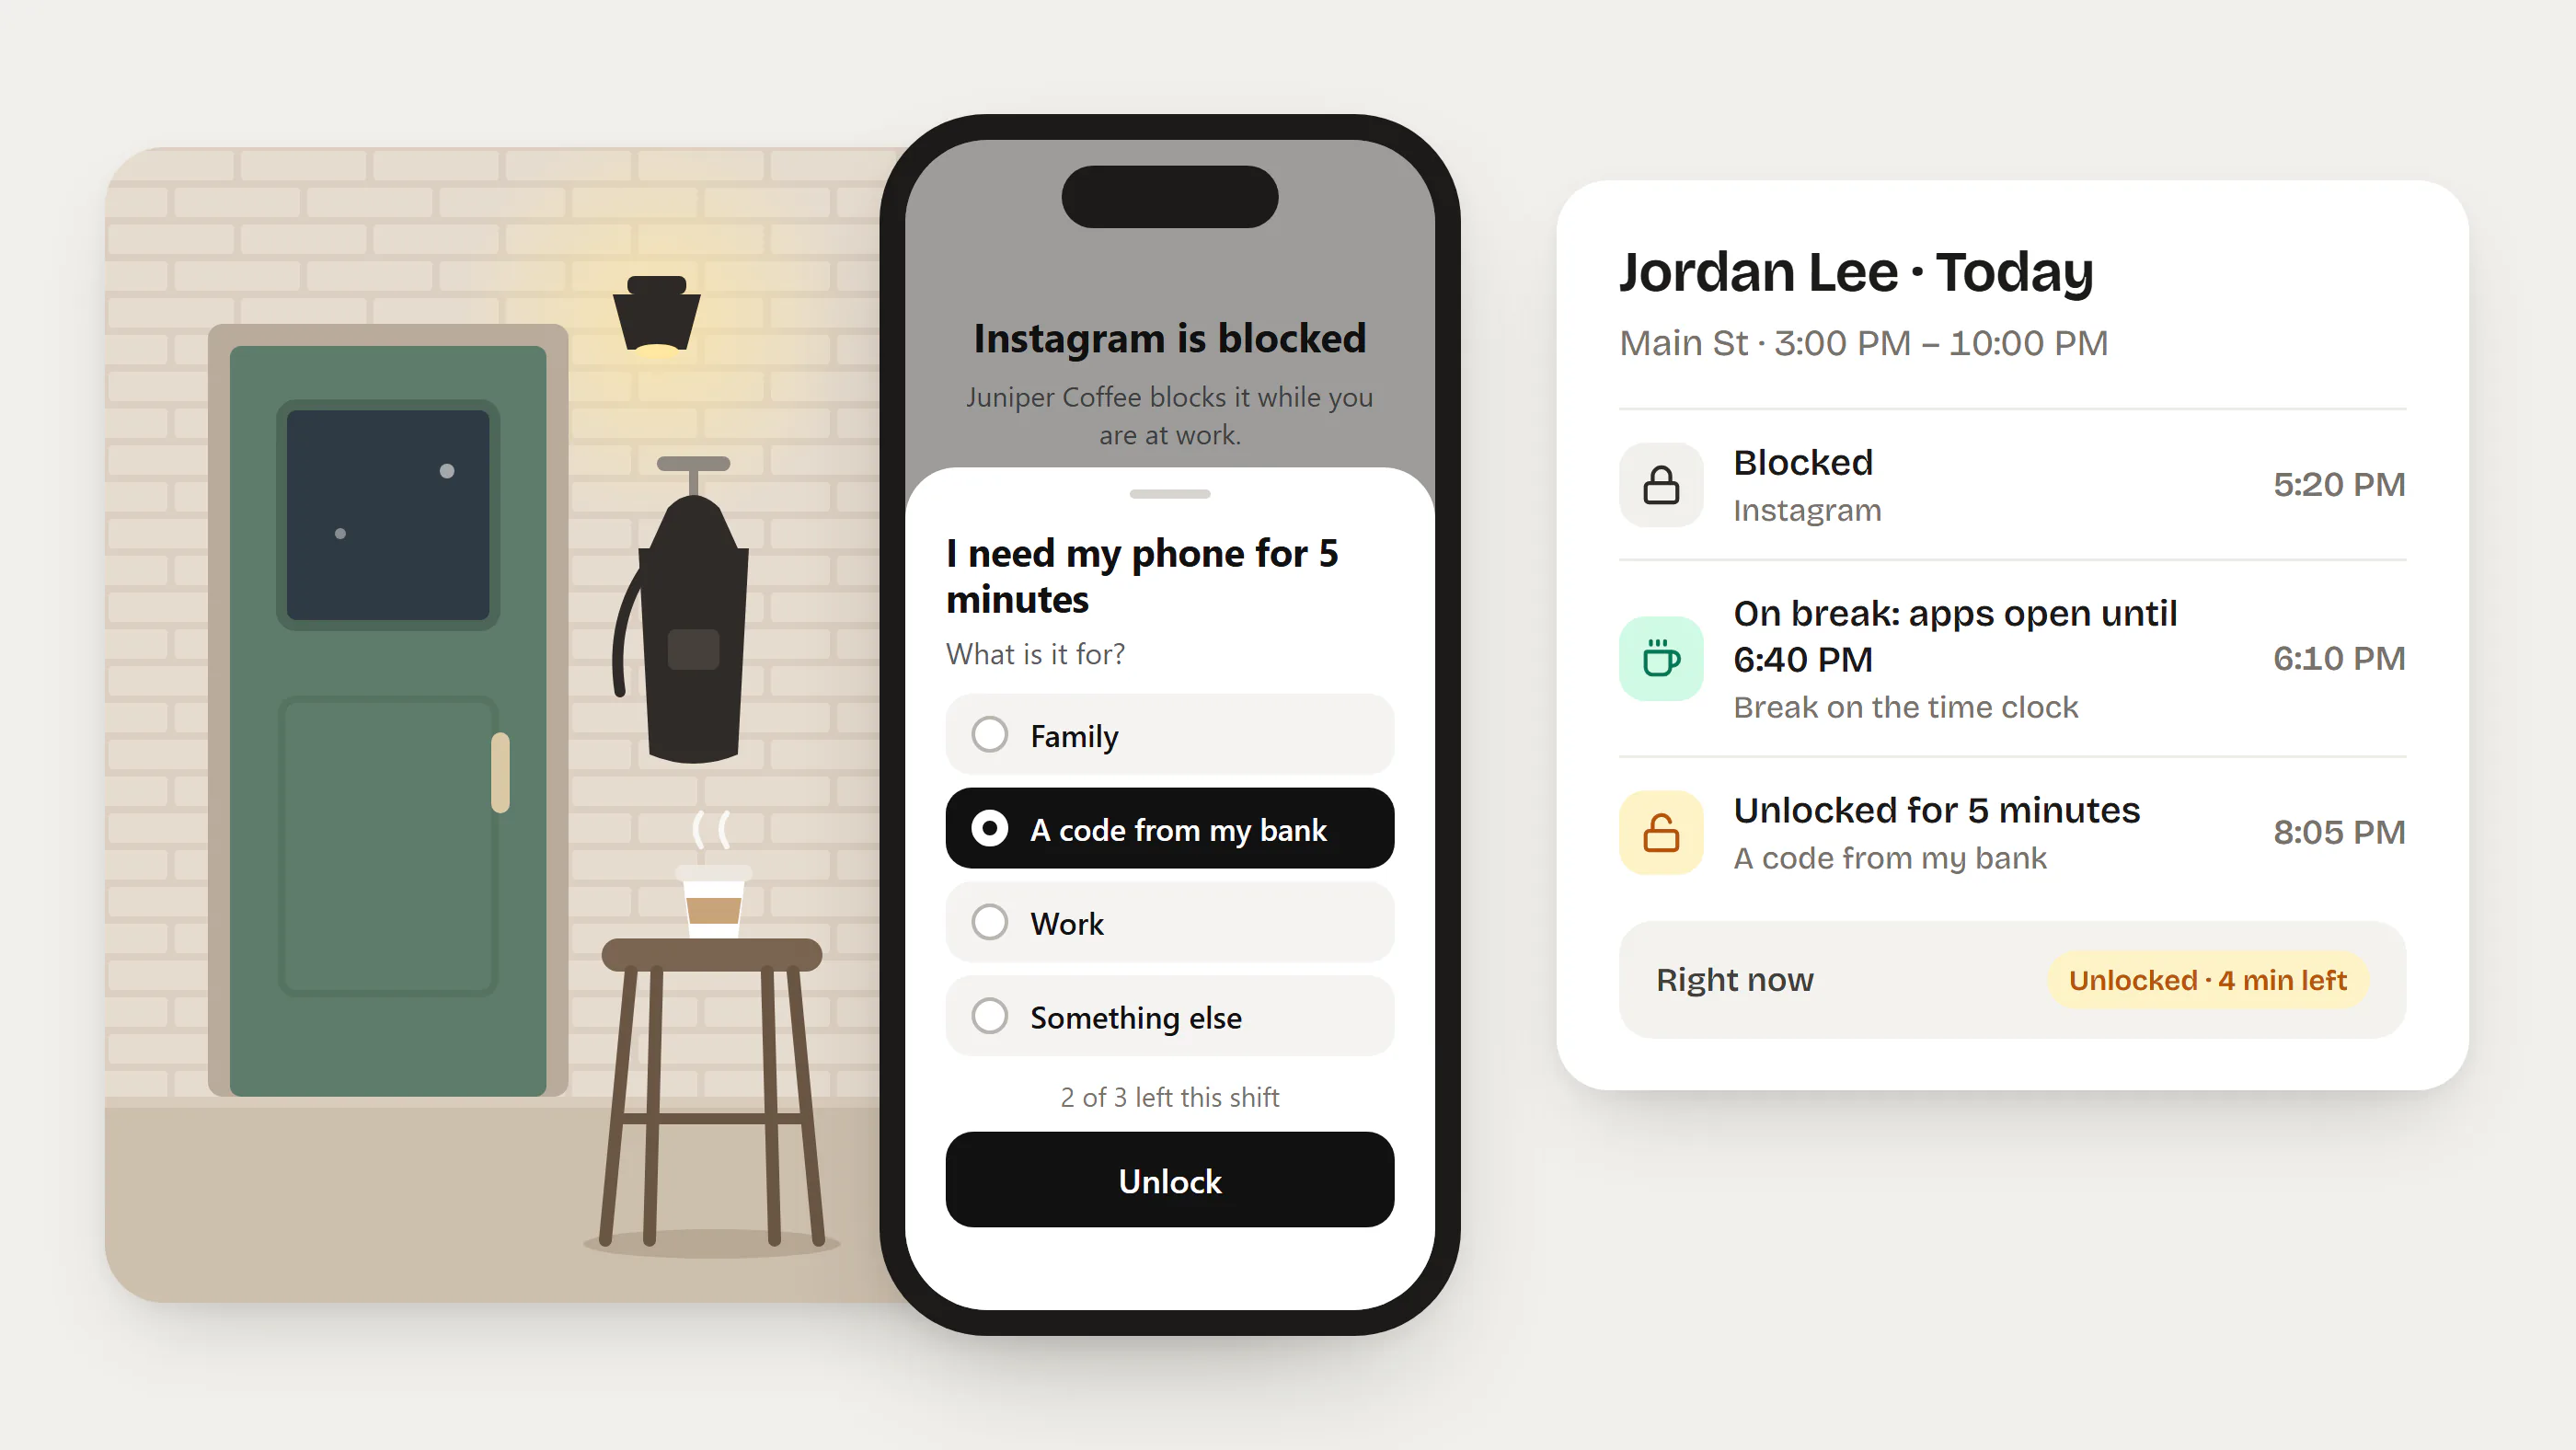 Instagram is blocked
Juniper Coffee blocks it while you
are at work.
I need my phone for 5
minutes
What is it for?
Family
A code from my bank
Work
Something else
2 of 3 left this shift
Unlock
Jordan Lee · Today
Main St · 3:00 PM – 10:00 PM
Blocked
Instagram
5:20 PM
On break: apps open until
6:40 PM
Break on the time clock
6:10 PM
Unlocked for 5 minutes
A code from my bank
8:05 PM
Right now
Unlocked · 4 min left